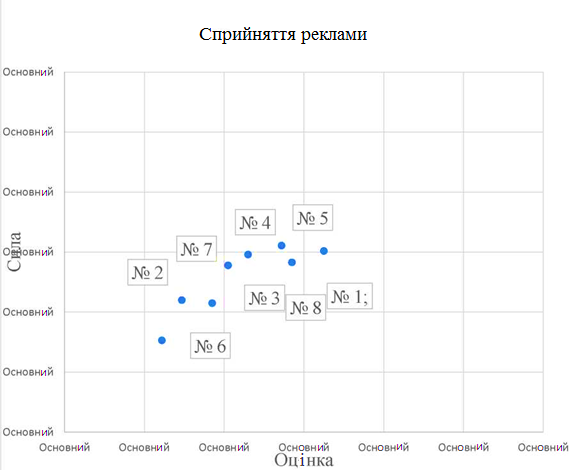 Сприйняття реклами
Основний
Основний
Основний
№ 5
№ 4
№ 7
Основний
Сила
№ 2
№ 3
№ 1;
№ 8
Основний
№ 6
Основний
Основний
Основний Основний Основний Основний Основний Основний Основний
Оцінка